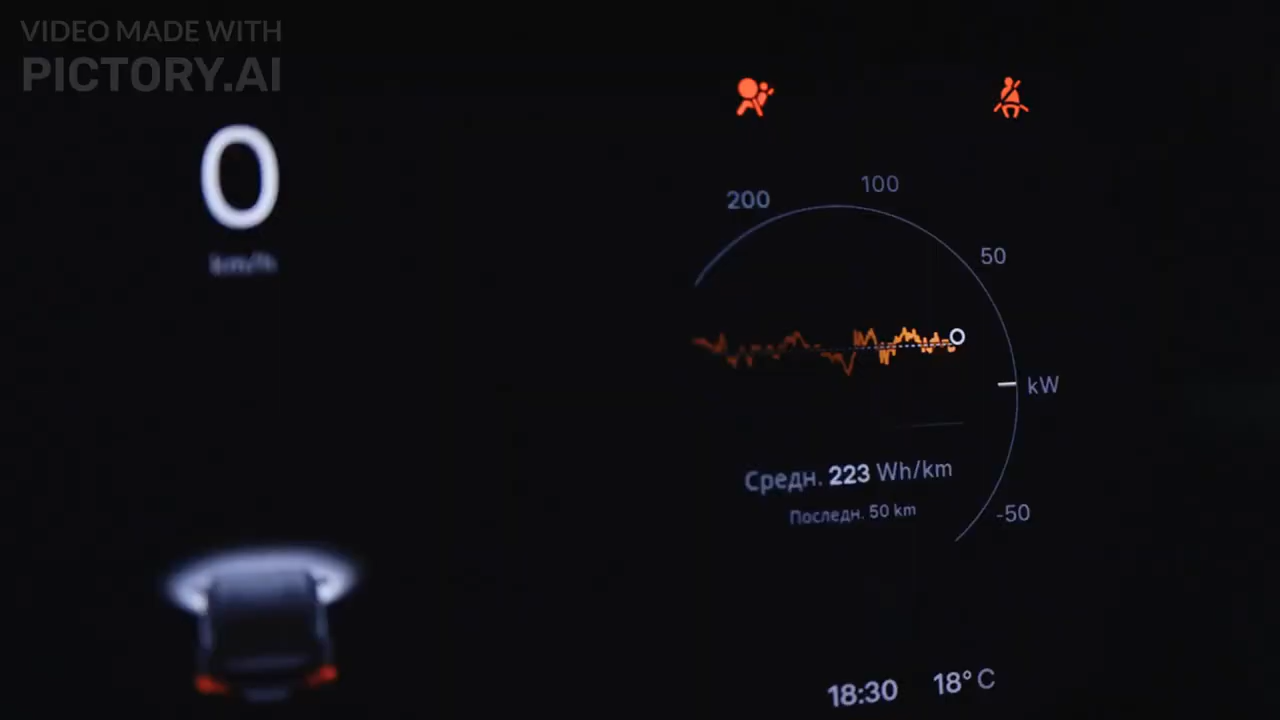 VIDEO MADE WITH
PICTORY.AI
0
km/h
200
100
50
kW
Средн. 223 Wh/km
Последн. 50 km
-50
18:30 18° C